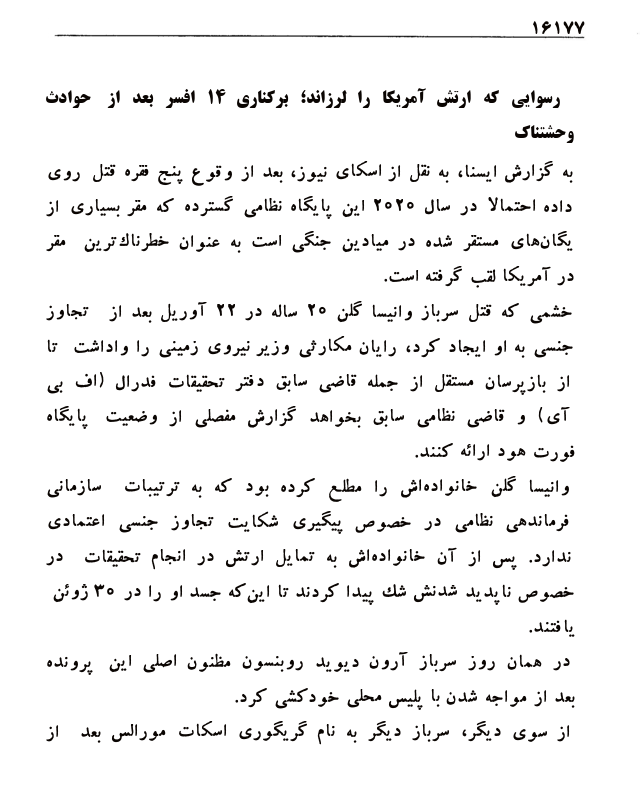 ۱۶۱۷۷
رسوایی که ارتش آمریکا را لرزاند؛ برکناری ۱۴ افسر بعد از حوادث
وحشتناک
به گزارش ایسنا، به نقل از اسکای نیوز، بعد از وقوع پنج فقره قتل روی
داده احتمالاً در سال ۲۰۲۰ این پایگاه نظامی گسترده که مقر بسیاری از
یگان‌های مستقر شده در میادین جنگی است به عنوان خطرناك‌ترین مقر
در آمریکا لقب گرفته است.
خشمی که قتل سرباز وانیسا گلن ۲۰ ساله در ۲۲ آوریل بعد از تجاوز
جنسی به او ایجاد کرد، رایان مکارثی وزیر نیروی زمینی را واداشت تا
از بازپرسان مستقل از جمله قاضی سابق دفتر تحقیقات فدرال (اف بی
آی) و قاضی نظامی سابق بخواهد گزارش مفصلی از وضعیت پایگاه
فورت هود ارائه کنند.
وانیسا گلن خانواده‌اش را مطلع کرده بود که به ترتیبات سازمانی
فرماندهی نظامی در خصوص پیگیری شکایت تجاوز جنسی اعتمادی
ندارد. پس از آن خانواده‌اش به تمایل ارتش در انجام تحقیقات در
خصوص ناپدید شدنش شك پیدا کردند تا این‌که جسد او را در ۳۰ ژوئن
یافتند.
در همان روز سرباز آرون دیوید روبنسون مظنون اصلی این پرونده
بعد از مواجه شدن با پلیس محلی خودکشی کرد.
از سوی دیگر، سرباز دیگر به نام گریگوری اسکات مورالس بعد از